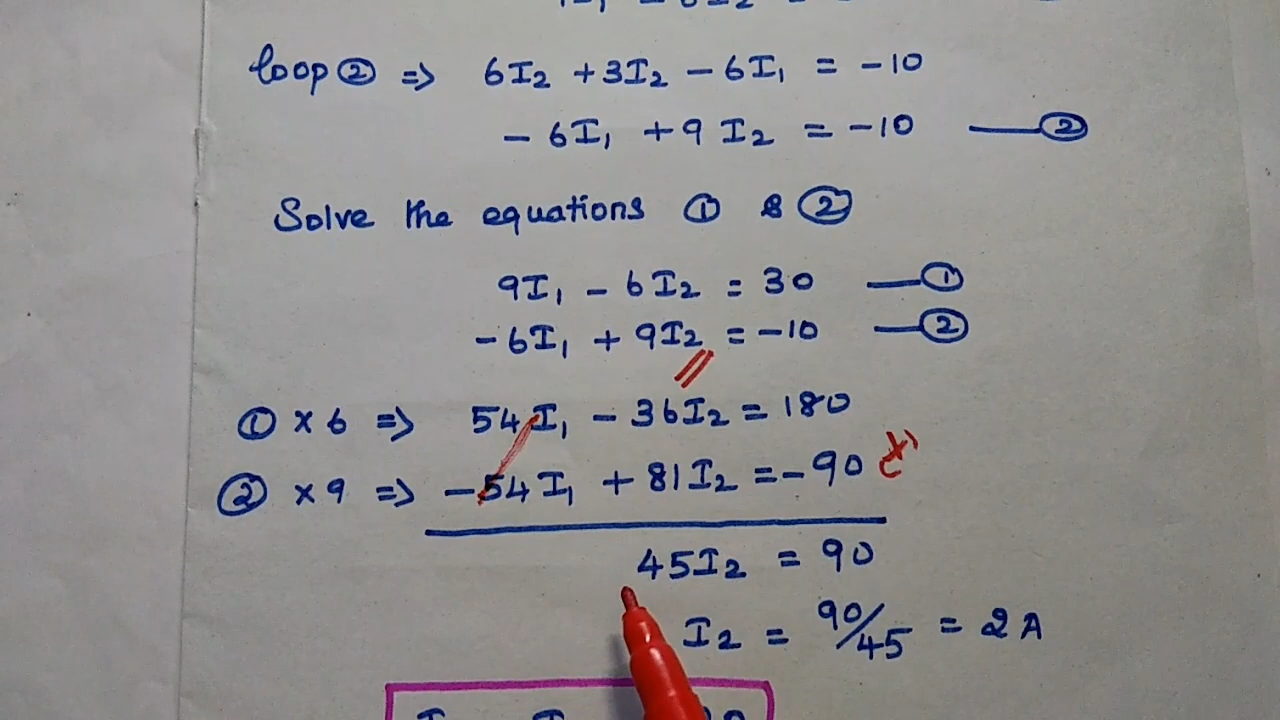 loop ② => 6I₂ + 3I₂ - 6I₁ = -10
- 6I₁ + 9I₂ = -10 — ②
Solve the equations ① & ②
9I₁ - 6I₂ = 30 — ①
-6I₁ + 9I₂ = -10 — ②
① × 6 => 54I₁ - 36I₂ = 180
② × 9 => -54I₁ + 81I₂ = -90
45I₂ = 90
I₂ = 90/45 = 2A